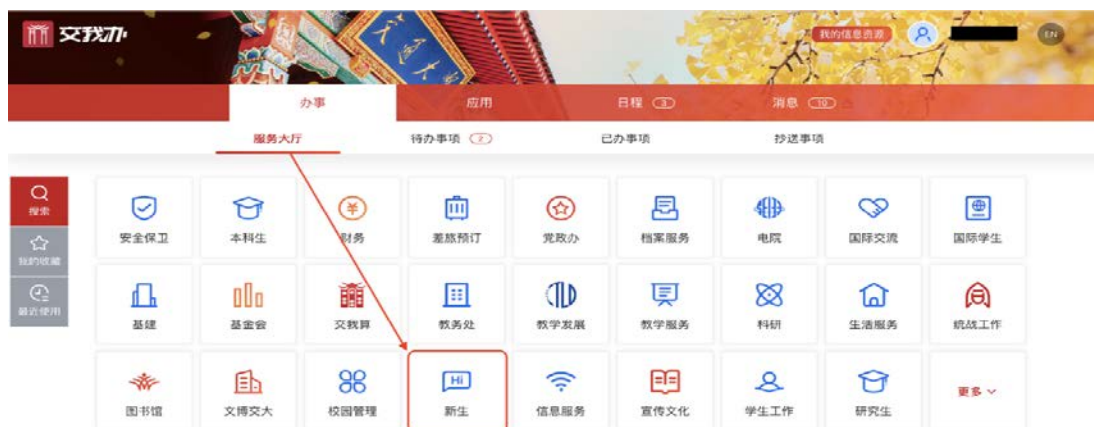 交我办
我的信息资源
EN
办事 应用 日程 3 消息 10
服务大厅 待办事项 2 已办事项 抄送事项
搜索
我的收藏
最近使用
安全保卫 本科生 财务 差旅预订 党政办 档案服务 电院 国际交流 国际学生
基建 基金会 交我算 教务处 教学发展 教学服务 科研 生活服务 统战工作
Hi
图书馆 文博交大 校园管理 新生 信息服务 宣传文化 学生工作 研究生 更多